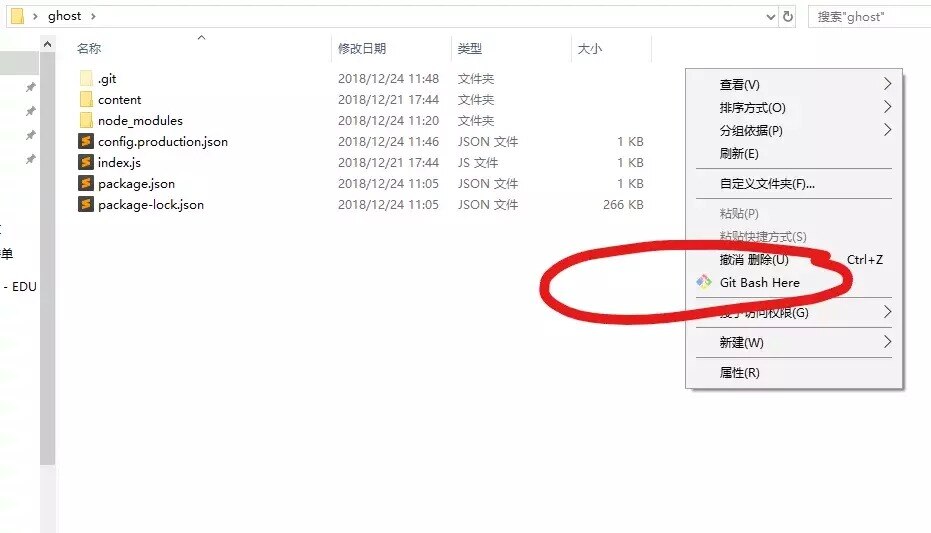 ghost
搜索"ghost"
名称 修改日期 类型 大小
.git 2018/12/24 11:48 文件夹
content 2018/12/21 17:44 文件夹
node_modules 2018/12/24 11:20 文件夹
config.production.json 2018/12/24 11:46 JSON 文件 1 KB
index.js 2018/12/21 17:44 JS 文件 1 KB
package.json 2018/12/24 11:05 JSON 文件 1 KB
package-lock.json 2018/12/24 11:05 JSON 文件 266 KB
单
- EDU
查看(V)
排序方式(O)
分组依据(P)
刷新(E)
自定义文件夹(F)...
粘贴(P)
粘贴快捷方式(S)
撤消 删除(U) Ctrl+Z
Git Bash Here
授予访问权限(G)
新建(W)
属性(R)